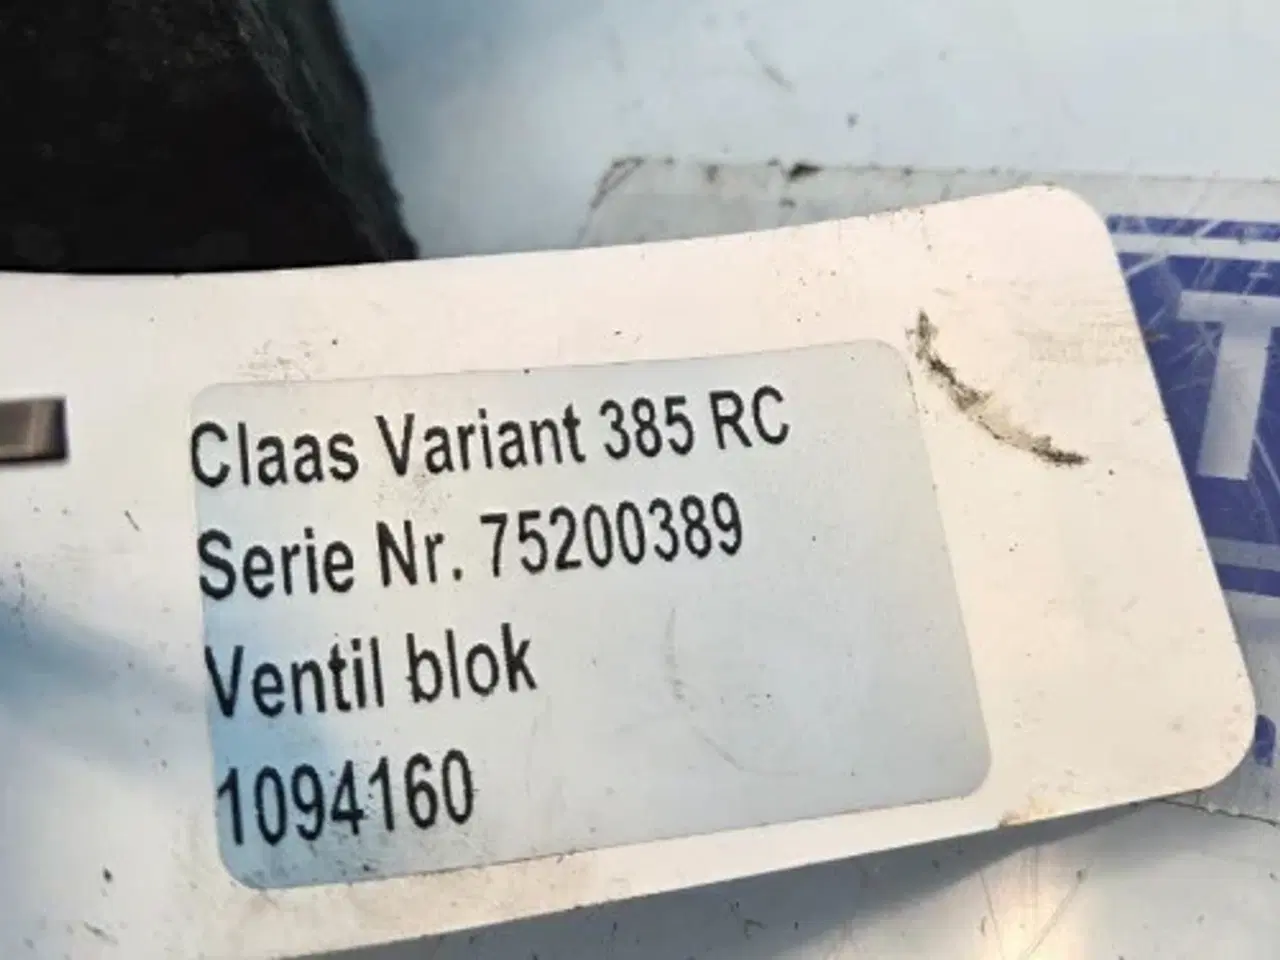 Claas Variant 385 RC
Serie Nr. 75200389
Ventil blok
1094160
T